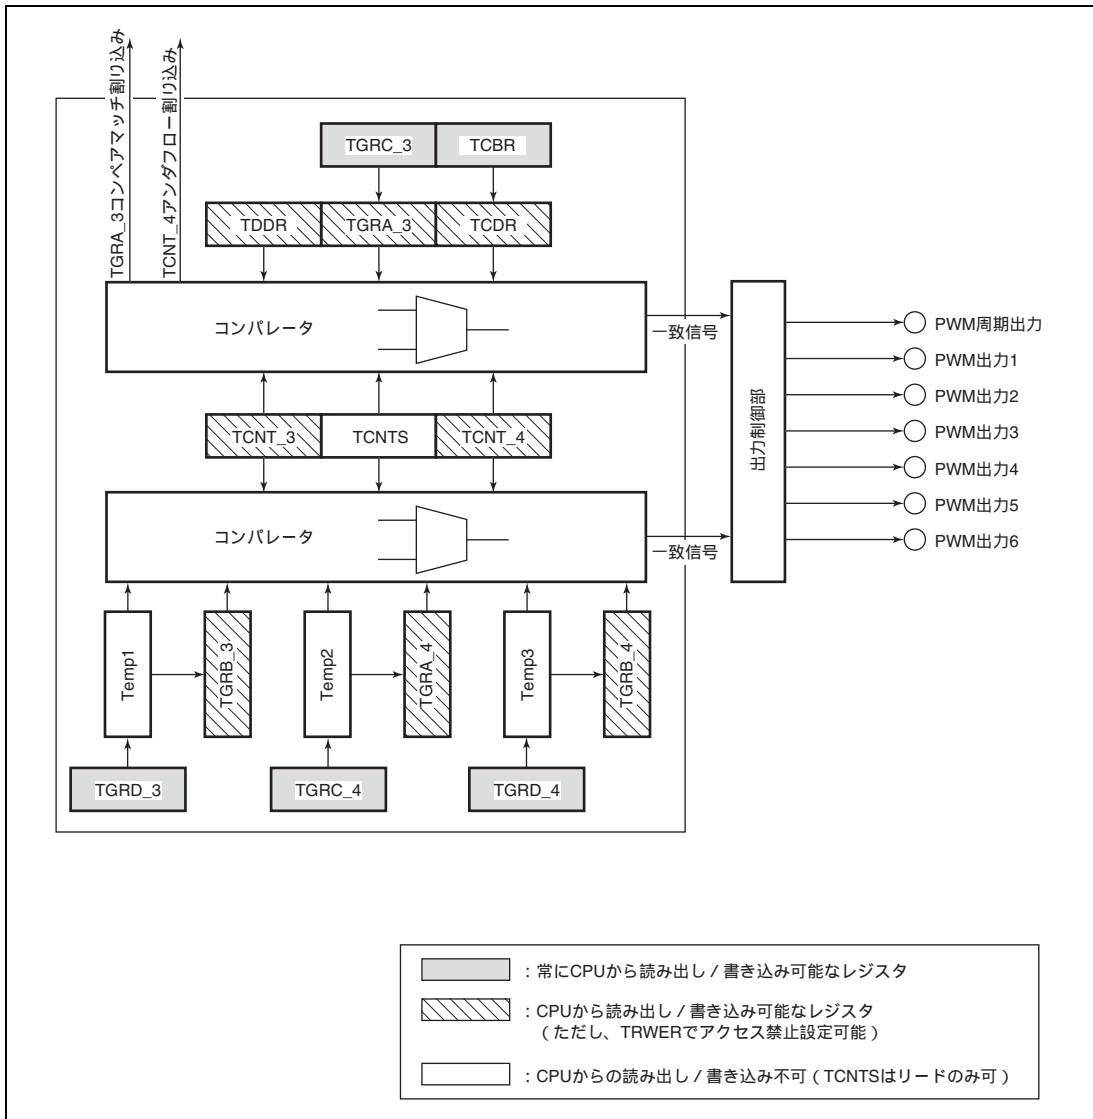 TGRA_3コンペアマッチ割り込み
TCNT_4アンダフロー割り込み
TGRC_3
TCBR
TDDR
TGRA_3
TCDR
コンパレータ
一致信号
TCNT_3
TCNTS
TCNT_4
コンパレータ
一致信号
出力制御部
PWM周期出力
PWM出力1
PWM出力2
PWM出力3
PWM出力4
PWM出力5
PWM出力6
Temp1
TGRB_3
Temp2
TGRA_4
Temp3
TGRB_4
TGRD_3
TGRC_4
TGRD_4
：常にCPUから読み出し / 書き込み可能なレジスタ
：CPUから読み出し / 書き込み可能なレジスタ
（ただし、TRWERでアクセス禁止設定可能）
：CPUからの読み出し / 書き込み不可（TCNTSはリードのみ可）